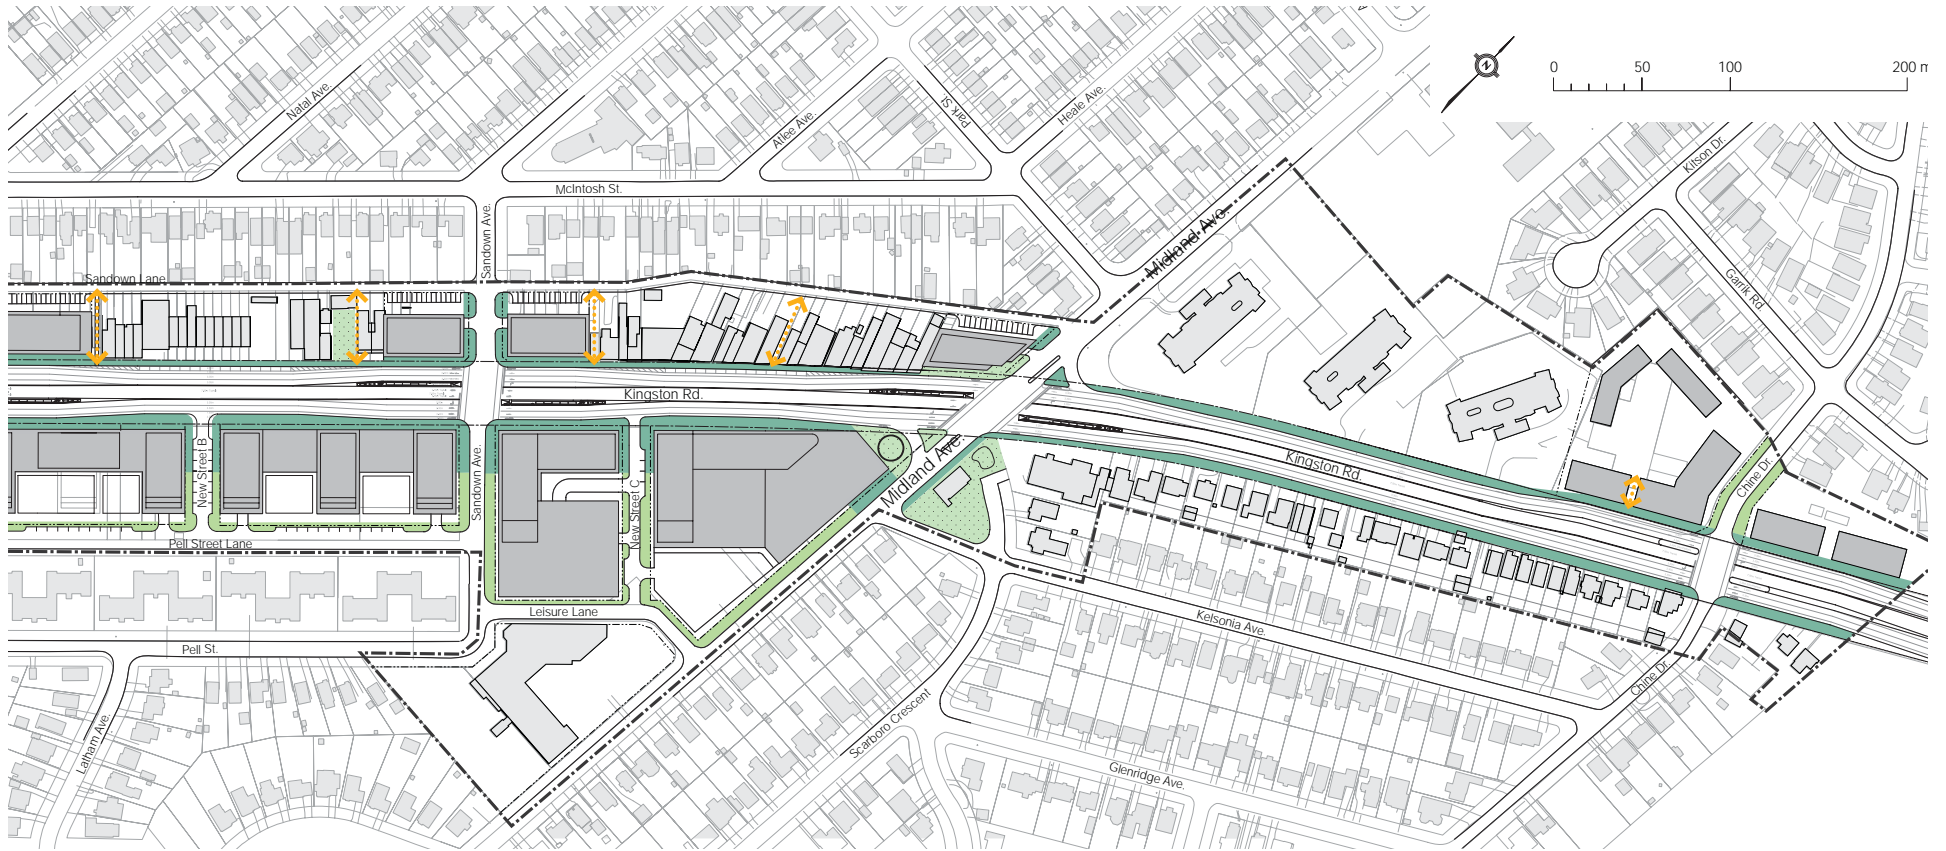 N
0 50 100 200 m
Natal Ave.
Park St
Heale Ave.
Atlee Ave.
Kitson Dr.
McIntosh St.
Sandown Ave.
Midland Ave.
Garrik Rd
Sandown Lane
Kingston Rd.
Kingston Rd.
New Street B
Sandown Ave.
New Street C
Midland Ave.
Chine Dr.
Pell Street Lane
Leisure Lane
Kelsonia Ave.
Pell St.
Chine Dr.
Latham Ave.
Scarboro Crescent
Glenridge Ave.